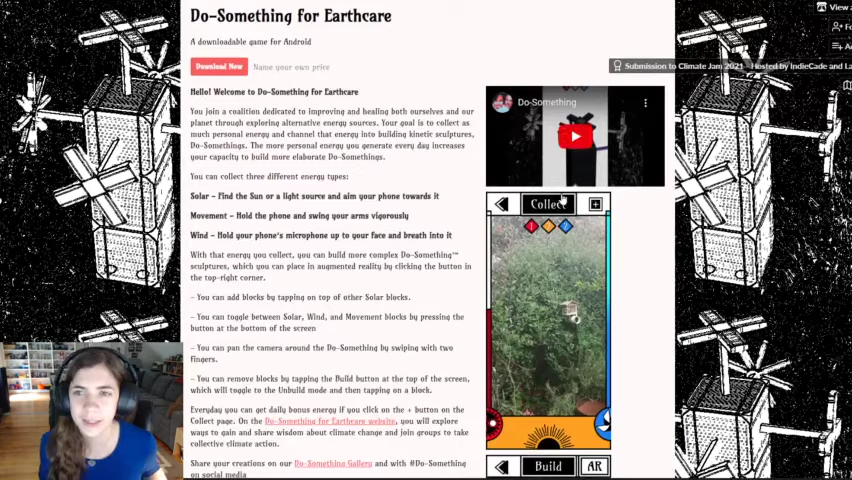 Do-Something for Earthcare
View a
A downloadable game for Android
Download Now Name your own price
Submission to Climate Jam 2021 - Hosted by IndieCade and La
Hello! Welcome to Do-Something for Earthcare
You join a coalition dedicated to improving and healing both ourselves and our
planet through exploring alternative energy sources. Your goal is to collect as
much personal energy and channel that energy into building kinetic sculptures,
Do-Somethings. The more personal energy you generate every day increases
your capacity to build more elaborate Do-Somethings.
You can collect three different energy types:
Solar – Find the Sun or a light source and aim your phone towards it
Movement – Hold the phone and swing your arms vigorously
Wind – Hold your phone's microphone up to your face and breath into it
With that energy you collect, you can build more complex Do-Something™
sculptures, which you can place in augmented reality by clicking the button in
the top-right corner.
– You can add blocks by tapping on top of other Solar blocks.
– You can toggle between Solar, Wind, and Movement blocks by pressing the
button at the bottom of the screen
– You can pan the camera around the Do-Something by swiping with two
fingers.
– You can remove blocks by tapping the Build button at the top of the screen,
which will toggle to the Unbuild mode and then tapping on a block.
Everyday you can get daily bonus energy if you click on the + button on the
Collect page. On the Do-Something for Earthcare website, you will explore
ways to gain and share wisdom about climate change and join groups to take
collective climate action.
Share your creations on our Do-Something Gallery and with #Do-Something
on social media
Do-Something
Collect
Build AR